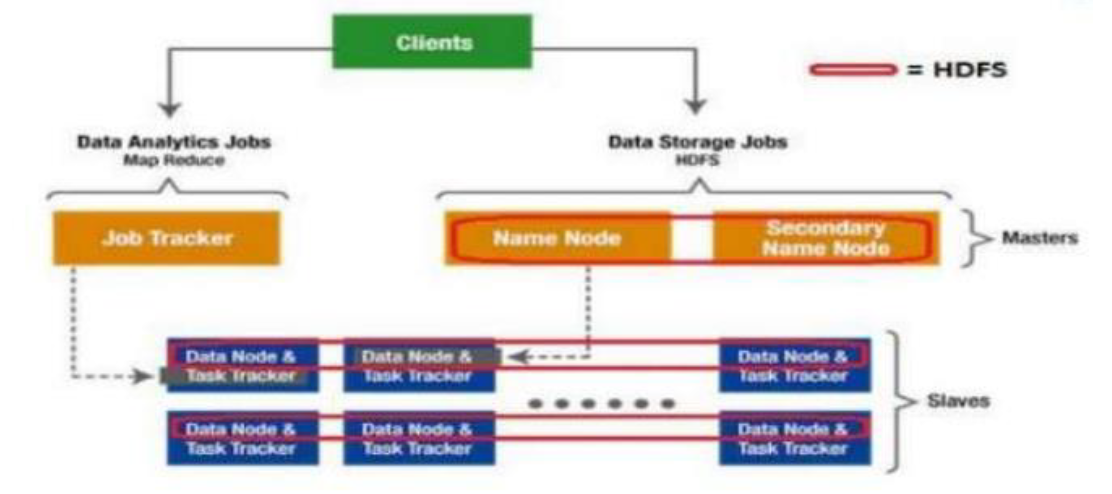 Clients
= HDFS
Data Analytics Jobs
Map Reduce
Data Storage Jobs
HDFS
Job Tracker
Name Node
Secondary
Name Node
Masters
Data Node &
Task Tracker
Data Node &
Task Tracker
Data Node &
Task Tracker
Slaves
Data Node &
Task Tracker
Data Node &
Task Tracker
Data Node &
Task Tracker